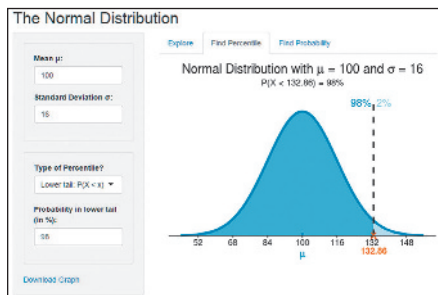 The Normal Distribution
Explore
Find Percentile
Find Probability
Mean μ:
100
Standard Deviation σ:
16
Type of Percentile?
Lower tail: P(X < x)
Probability in lower tail
(in %):
98
Download Graph
Normal Distribution with μ = 100 and σ = 16
P(X < 132.86) = 98%
98% 2%
52 68 84 100 116 132 148
μ
132.86